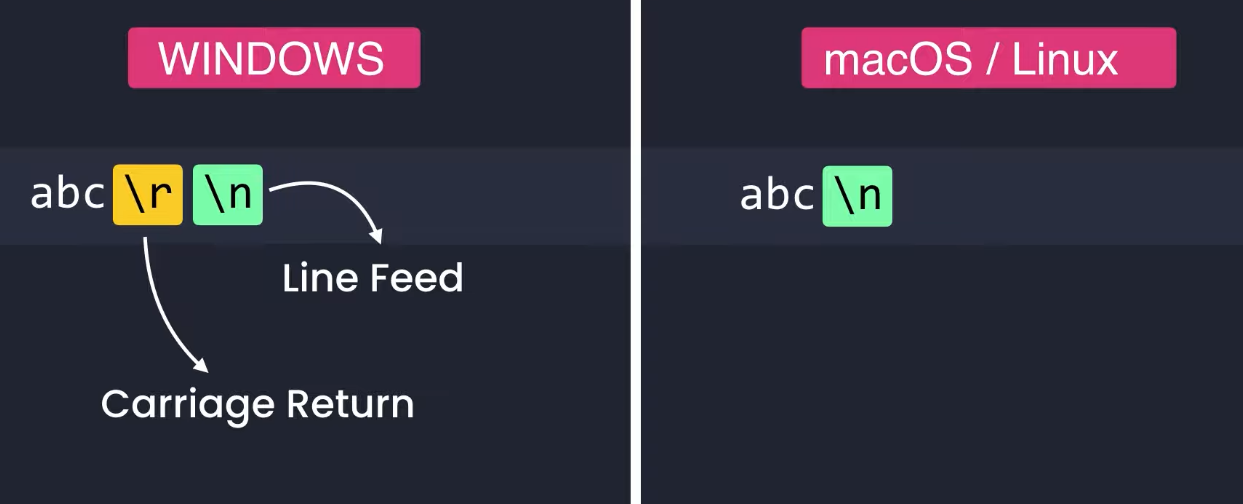 WINDOWS
abc \r \n
Line Feed
Carriage Return
macOS / Linux
abc \n